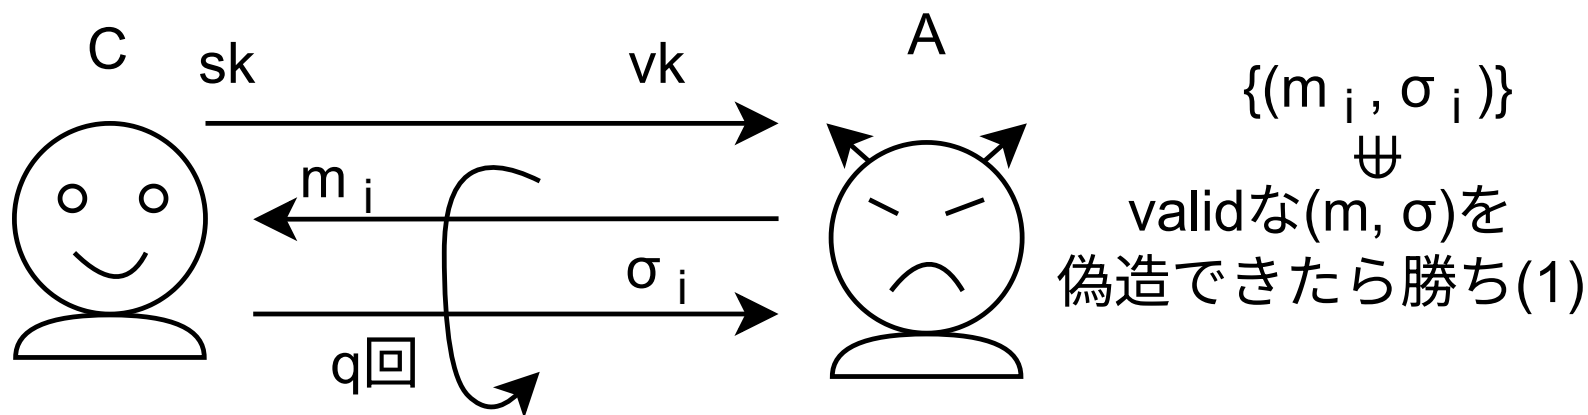 C
A
sk
vk
{(m i , σ i )}
m i
validな(m, σ)を
σ i
偽造できたら勝ち(1)
q回